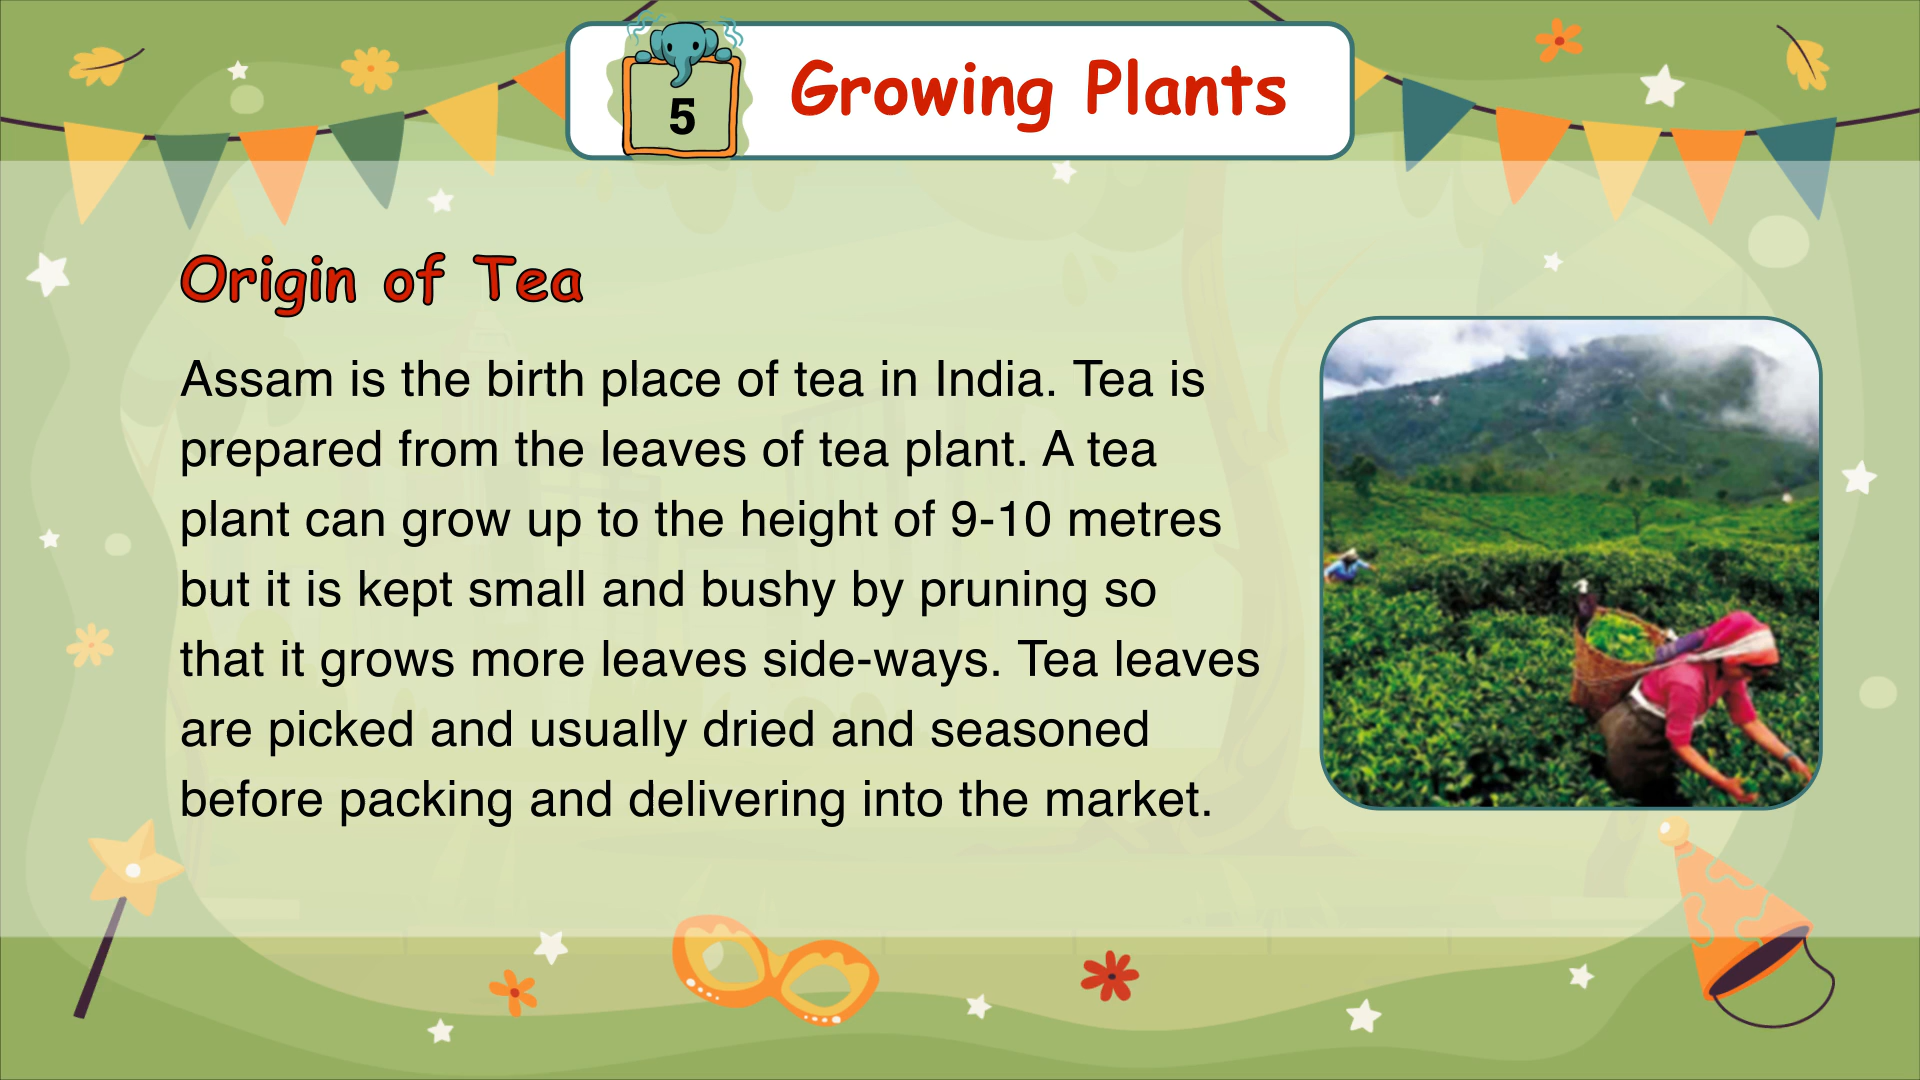 5
Growing Plants
Origin of Tea
Assam is the birth place of tea in India. Tea is
prepared from the leaves of tea plant. A tea
plant can grow up to the height of 9-10 metres
but it is kept small and bushy by pruning so
that it grows more leaves side-ways. Tea leaves
are picked and usually dried and seasoned
before packing and delivering into the market.